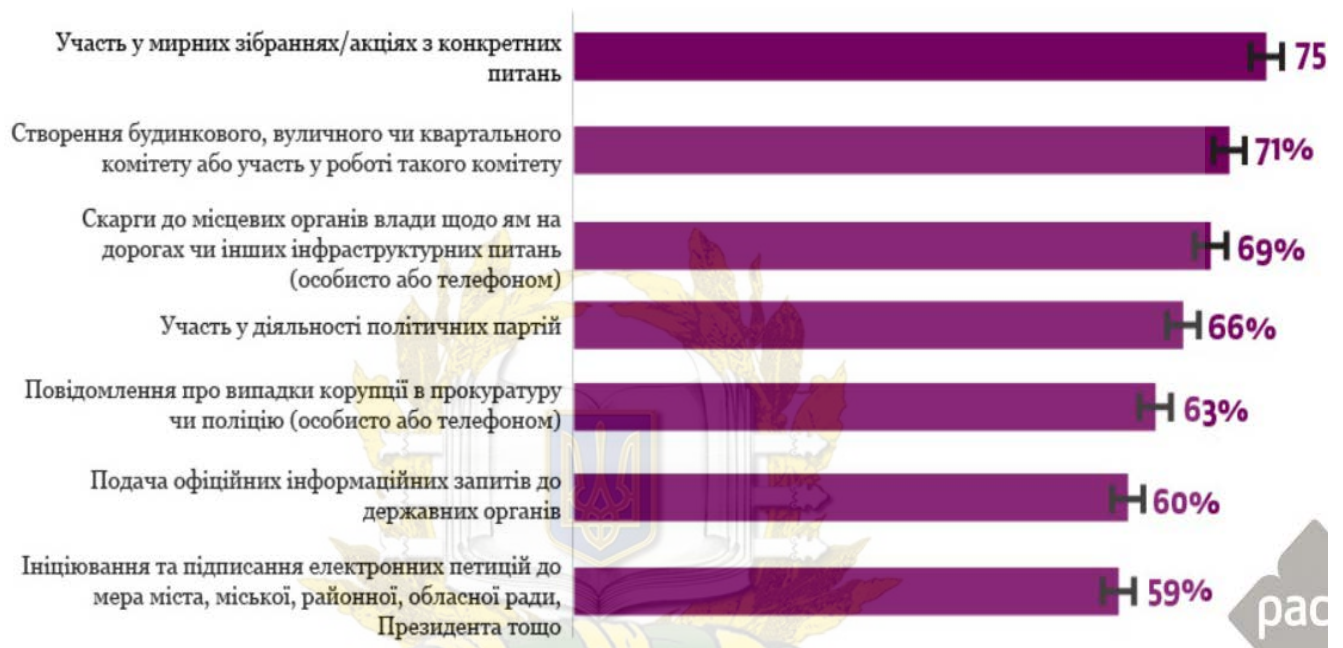 Участь у мирних зібраннях/акціях з конкретних
питань
75
Створення будинкового, вуличного чи квартального
комітету або участь у роботі такого комітету
71%
Скарги до місцевих органів влади щодо ям на
дорогах чи інших інфраструктурних питань
(особисто або телефоном)
69%
Участь у діяльності політичних партій
66%
Повідомлення про випадки корупції в прокуратуру
чи поліцію (особисто або телефоном)
63%
Подача офіційних інформаційних запитів до
державних органів
60%
Ініціювання та підписання електронних петицій до
мера міста, міської, районної, обласної ради,
Президента тощо
59%
pac